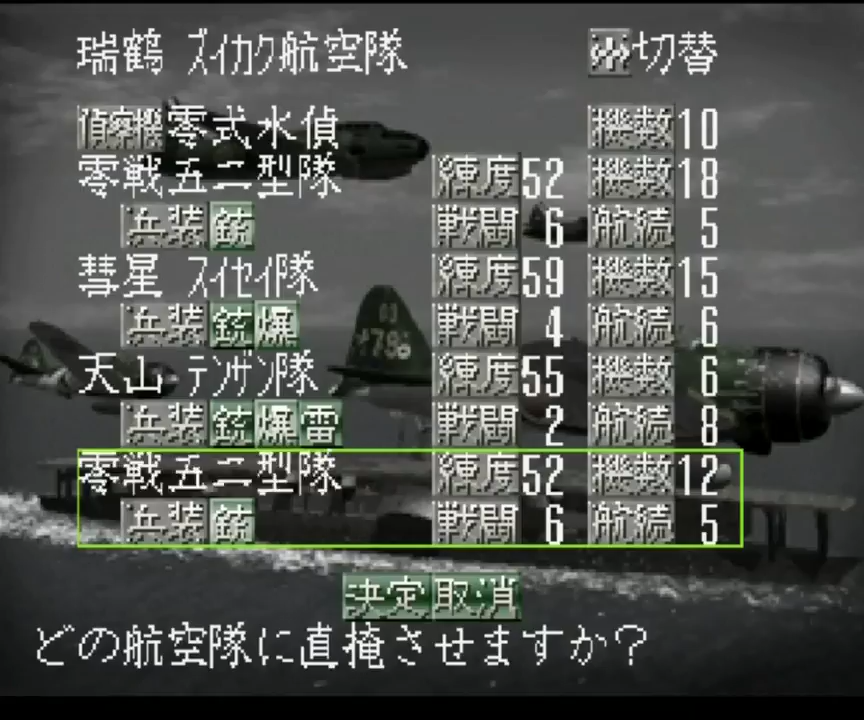 瑞鶴 ズイカク航空隊 切替
偵察機零式水偵 機数10
零戦五二型隊 練度52 機数18
兵装銃 戦闘 6 航続 5
彗星 スイセイ隊 練度59 機数15
兵装銃爆 戦闘 4 航続 6
天山 テンザン隊 練度55 機数 6
兵装銃爆雷 戦闘 2 航続 8
零戦五二型隊 練度52 機数12
兵装銃 戦闘 6 航続 5
決定取消
どの航空隊に直掩させますか?